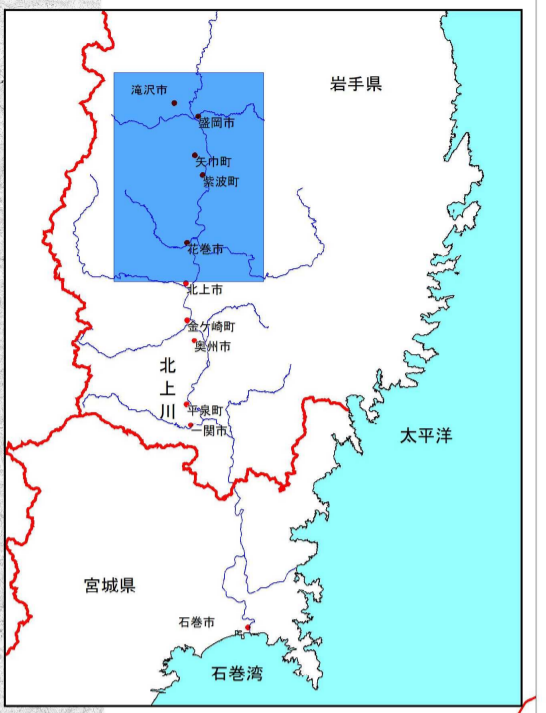 滝沢市
岩手県
盛岡市
矢巾町
紫波町
花巻市
北上市
金ケ崎町
奥州市
北上川
平泉町
一関市
太平洋
宮城県
石巻市
石巻湾